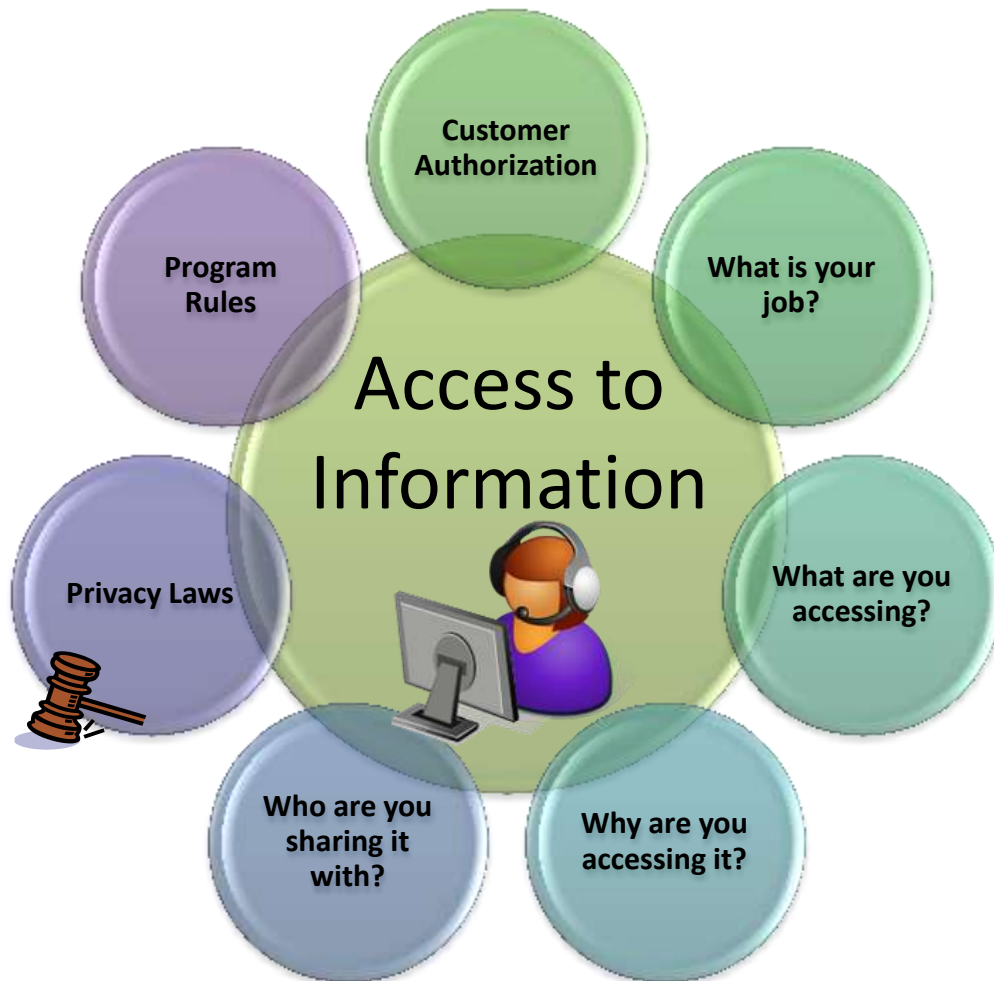 Customer
Authorization
What is your
job?
What are you
accessing?
Why are you
accessing it?
Who are you
sharing it
with?
Privacy Laws
Program
Rules
Access to
Information